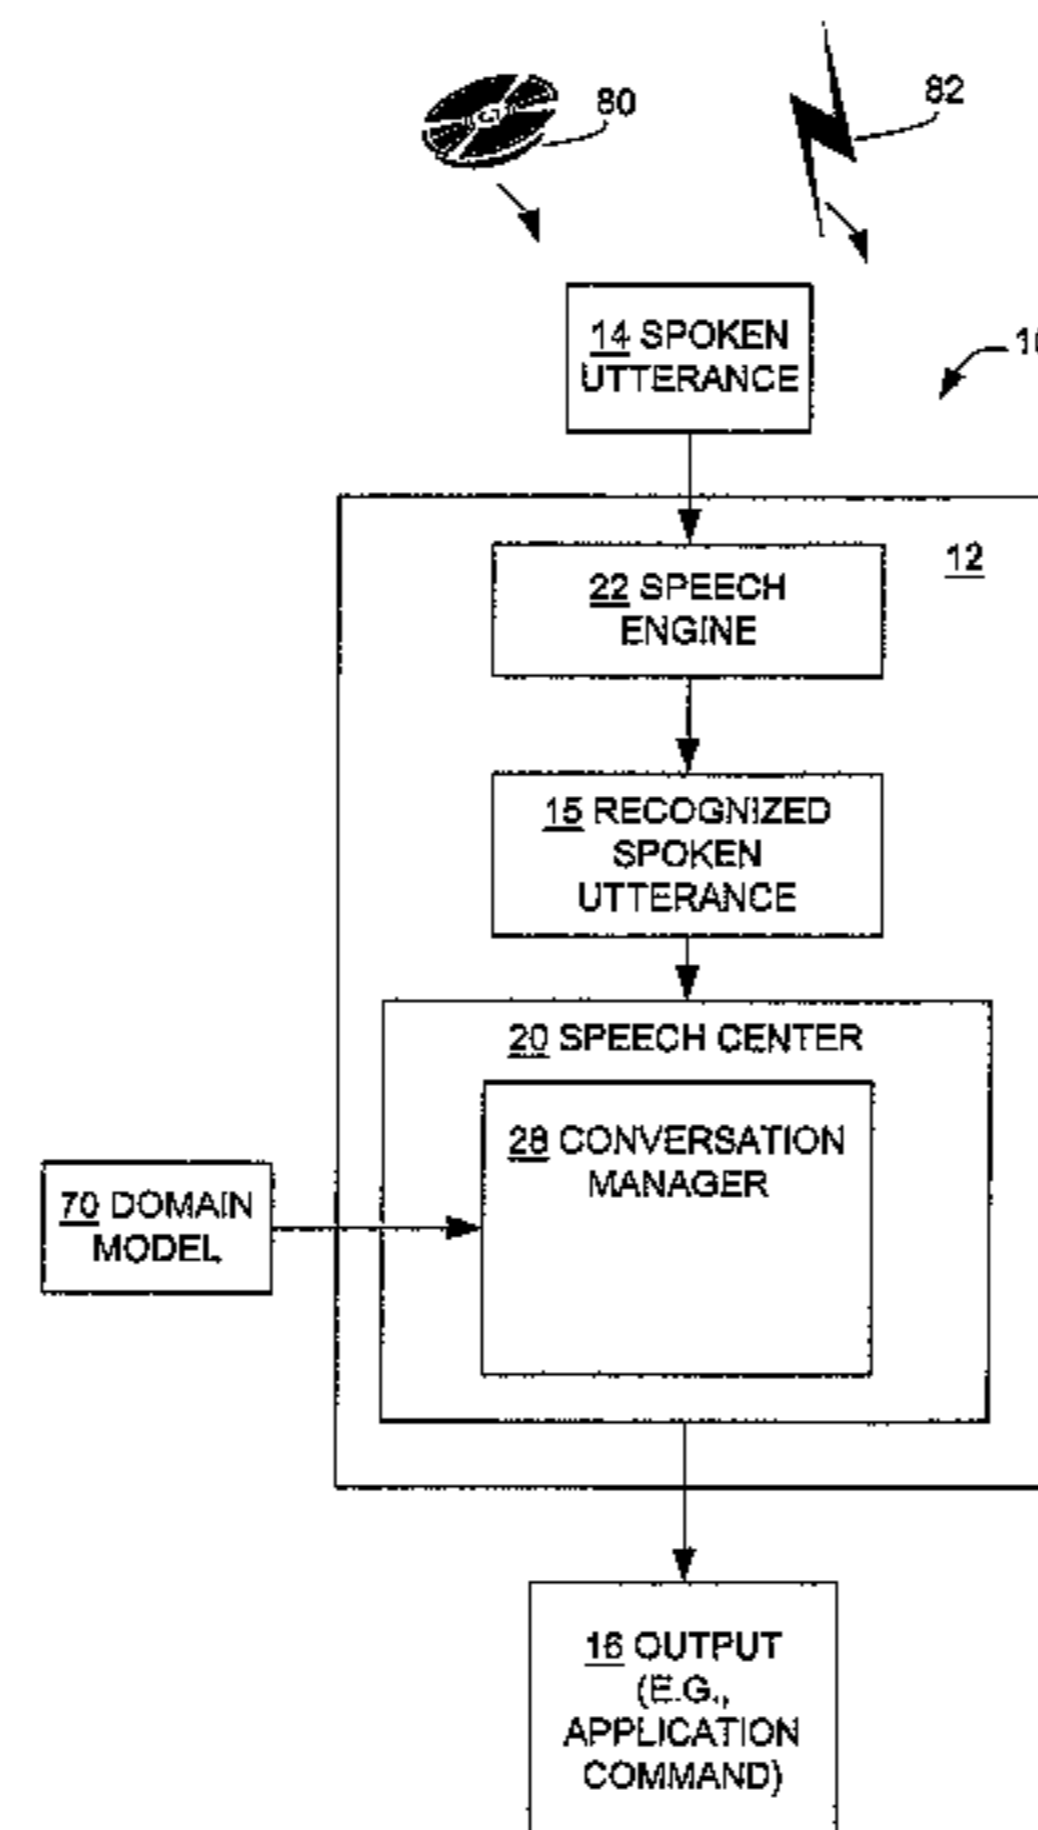 80
82
14 SPOKEN
UTTERANCE
12
22 SPEECH
ENGINE
15 RECOGNIZED
SPOKEN
UTTERANCE
20 SPEECH CENTER
28 CONVERSATION
MANAGER
70 DOMAIN
MODEL
16 OUTPUT
(E.G.,
APPLICATION
COMMAND)